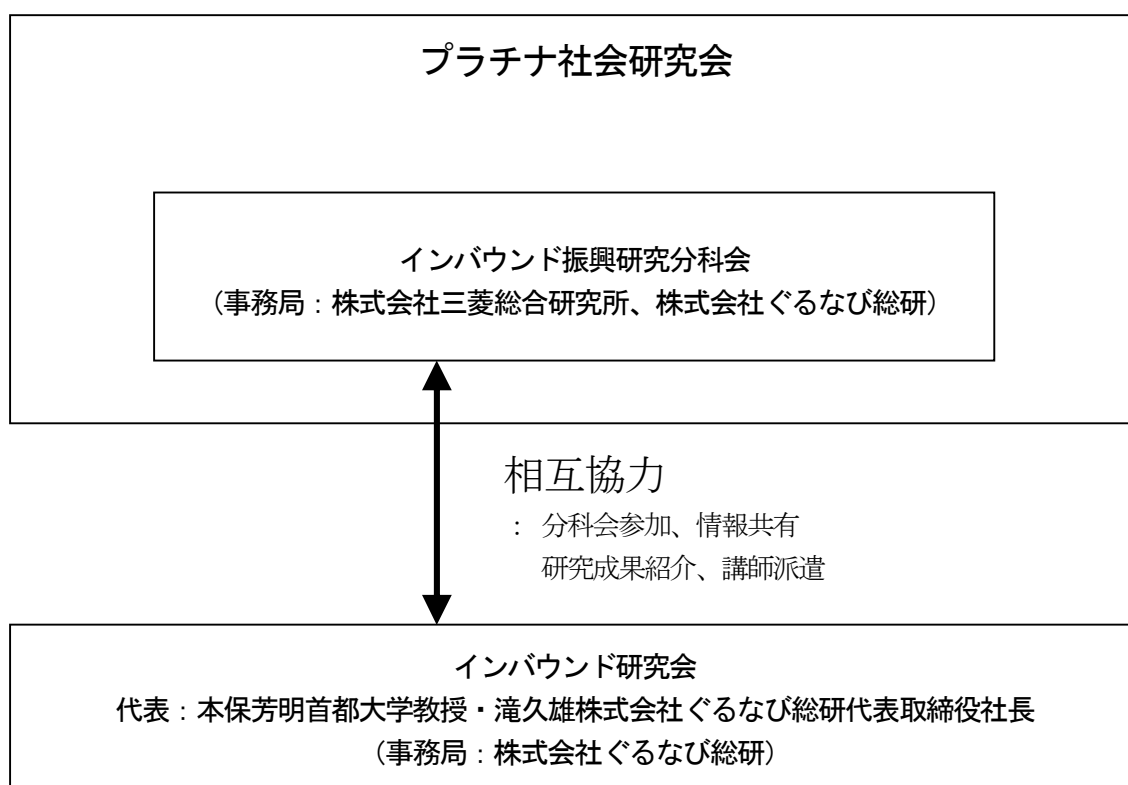 プラチナ社会研究会
インバウンド振興研究分科会
（事務局：株式会社三菱総合研究所、株式会社ぐるなび総研）
相互協力
： 分科会参加、情報共有
研究成果紹介、講師派遣
インバウンド研究会
代表：本保芳明首都大学教授・滝久雄株式会社ぐるなび総研代表取締役社長
（事務局：株式会社ぐるなび総研）